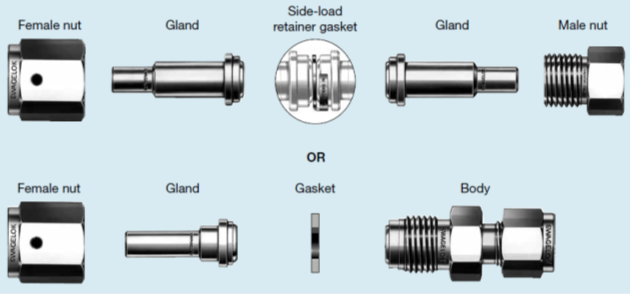 Side-load
Female nut Gland retainer gasket Gland Male nut
SWAGELOK
OR
Female nut Gland Gasket Body
SWAGELOK
SWAGELOK